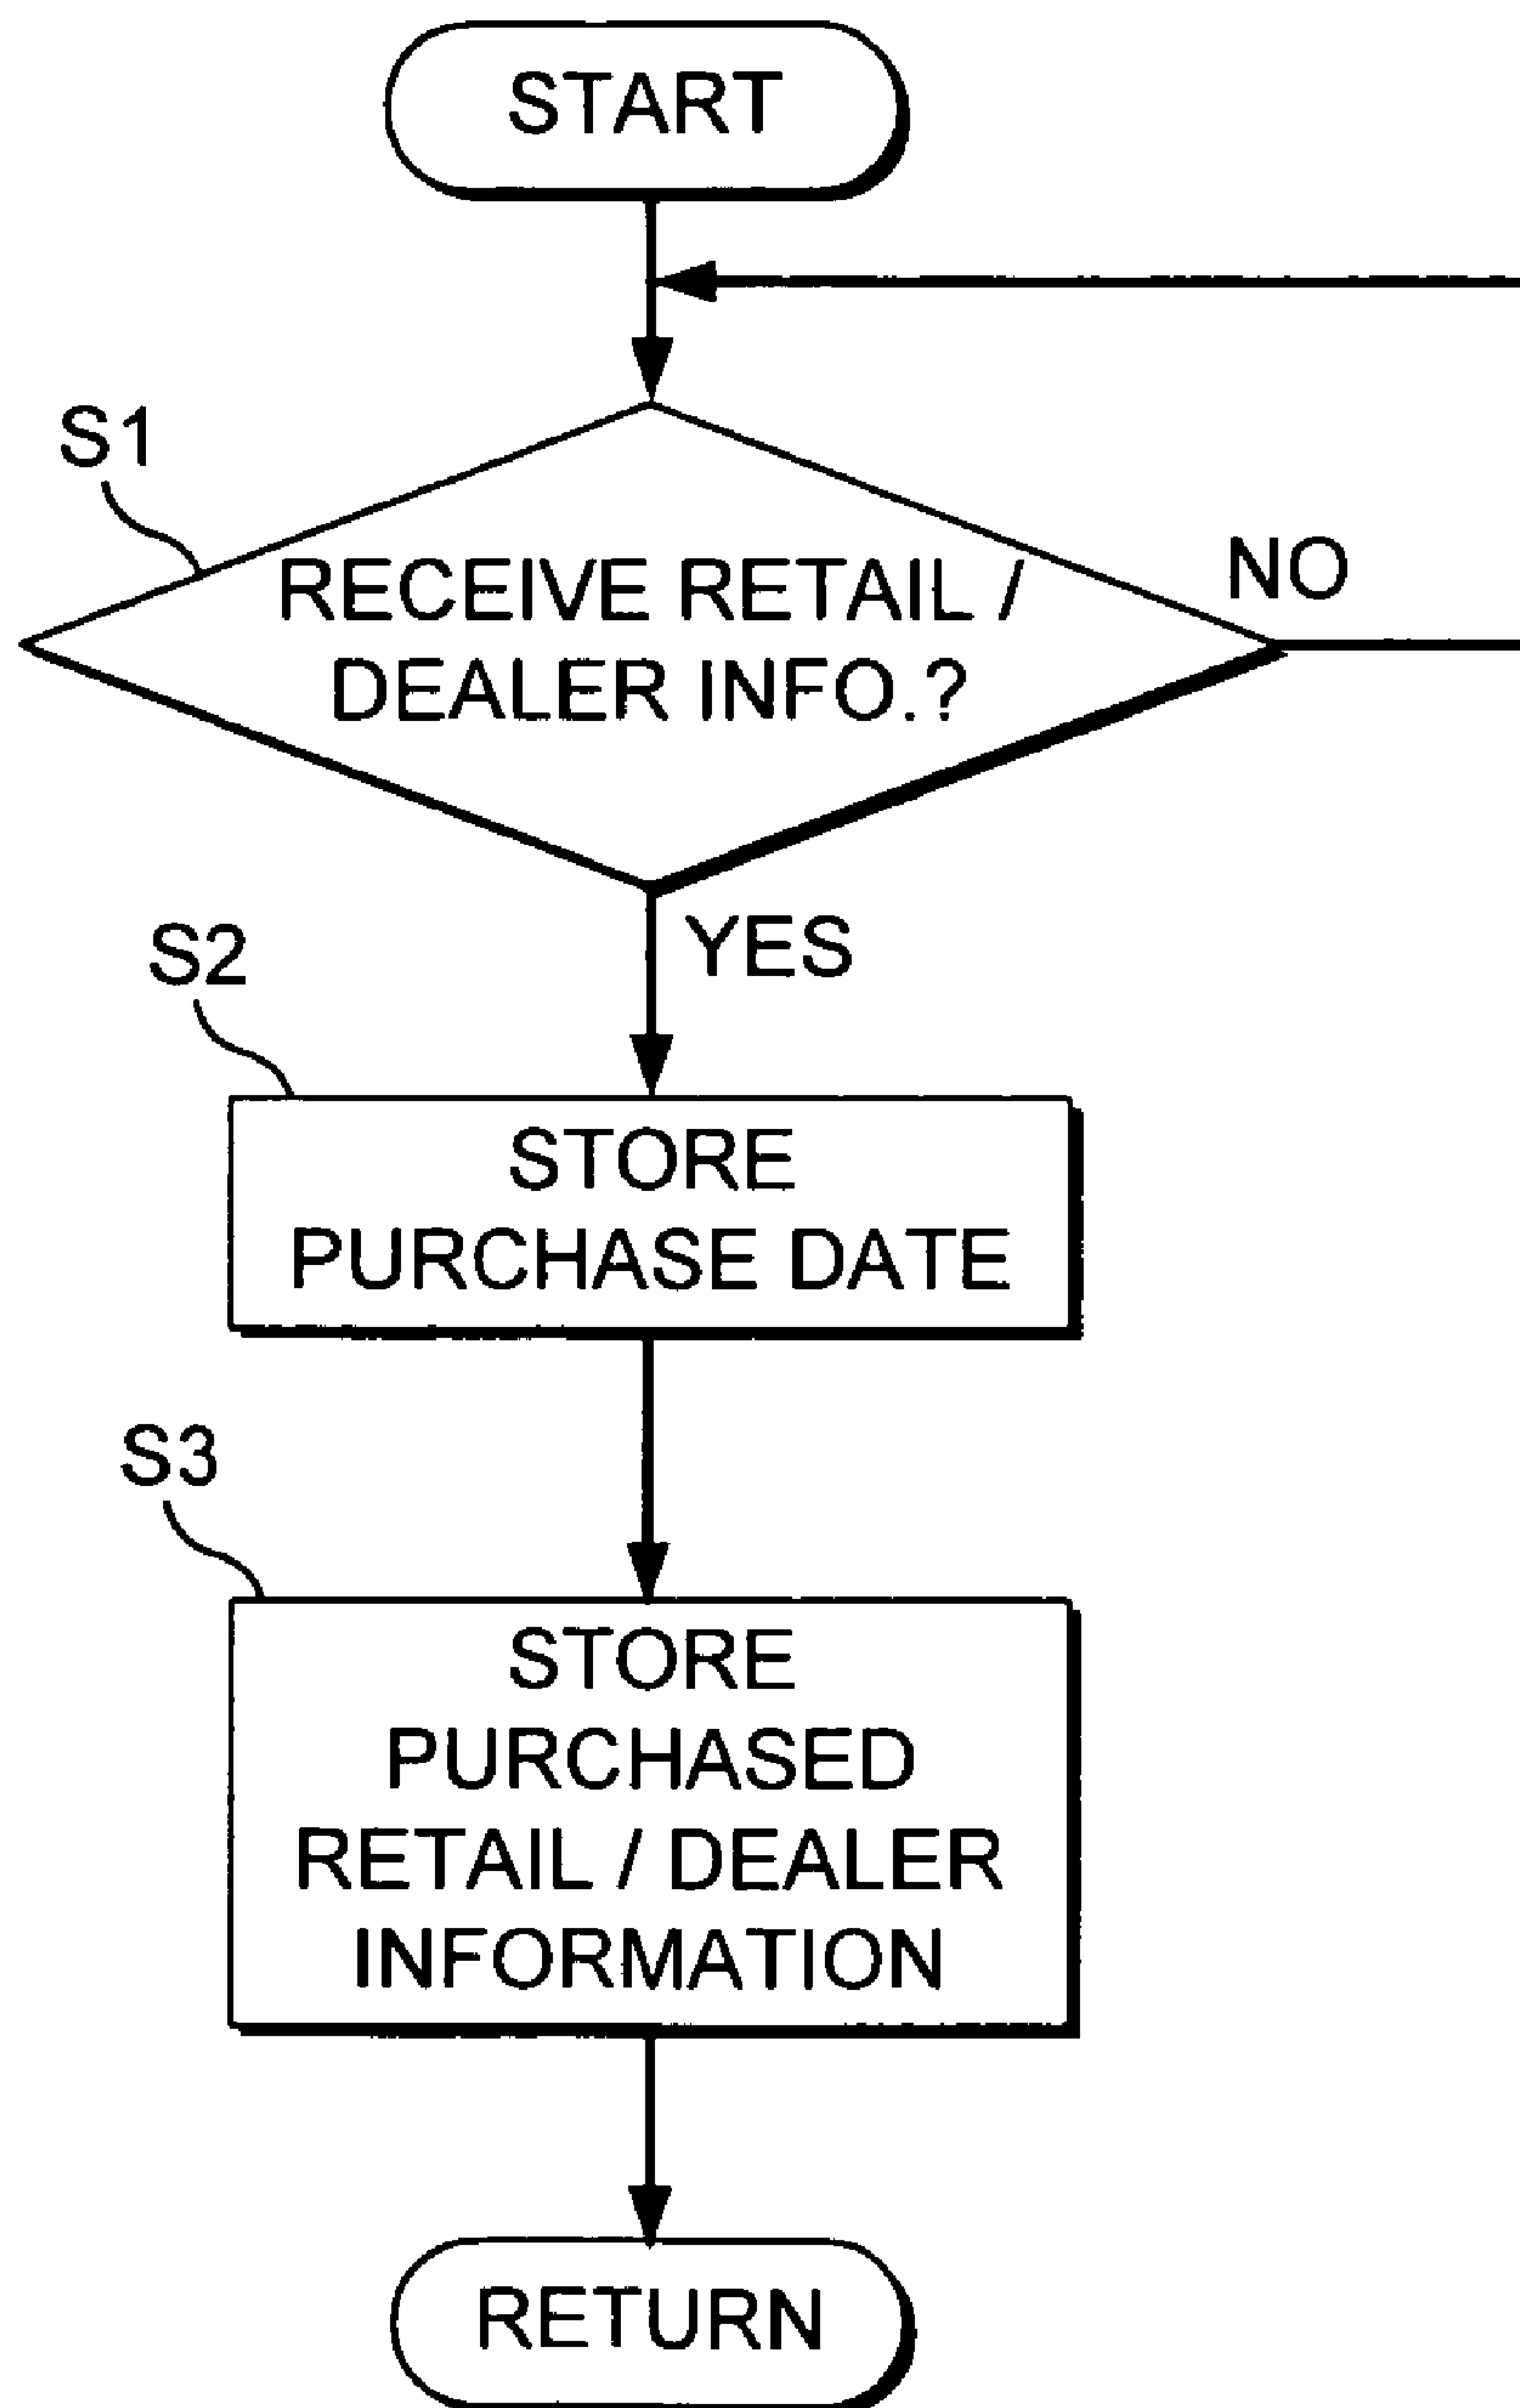 START
S1
RECEIVE RETAIL /
DEALER INFO.?
NO
YES
S2
STORE
PURCHASE DATE
S3
STORE
PURCHASED
RETAIL / DEALER
INFORMATION
RETURN